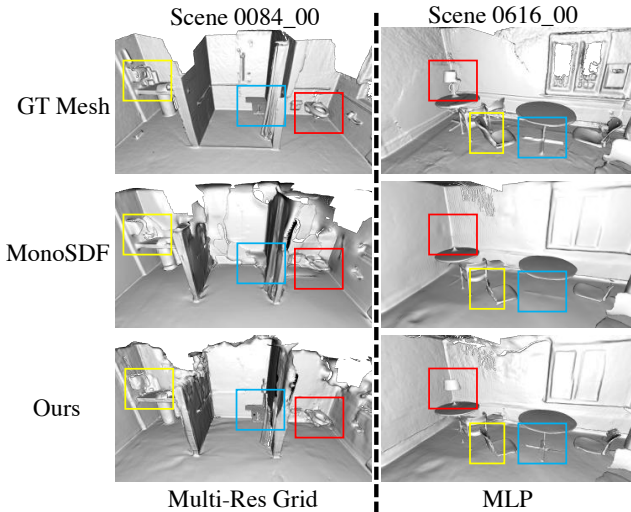 Scene 0084_00
Scene 0616_00
GT Mesh
MonoSDF
Ours
Multi-Res Grid
MLP